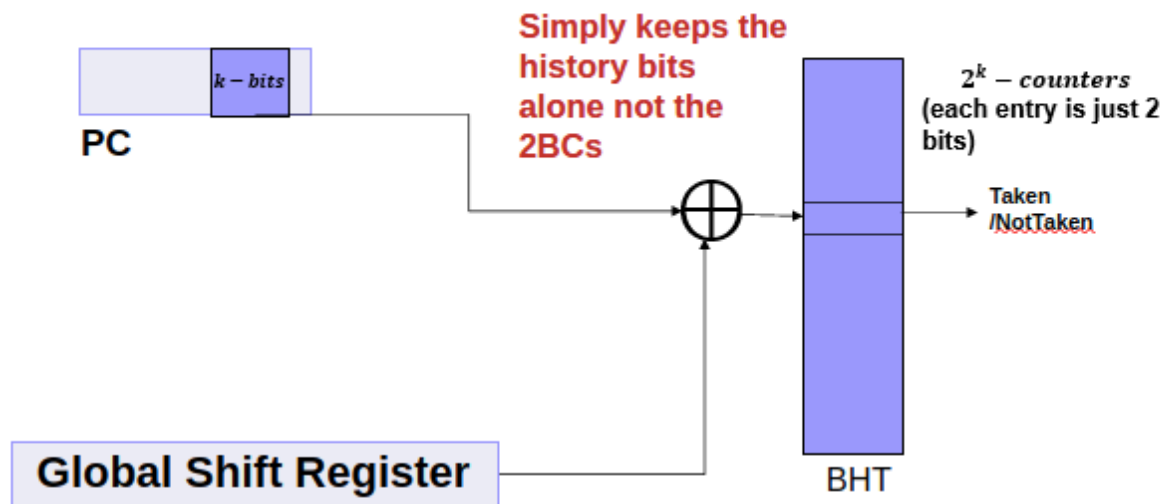 Simply keeps the
history bits
alone not the
2BCs
k − bits
PC
2^k − counters
(each entry is just 2
bits)
Taken
/NotTaken
Global Shift Register
BHT